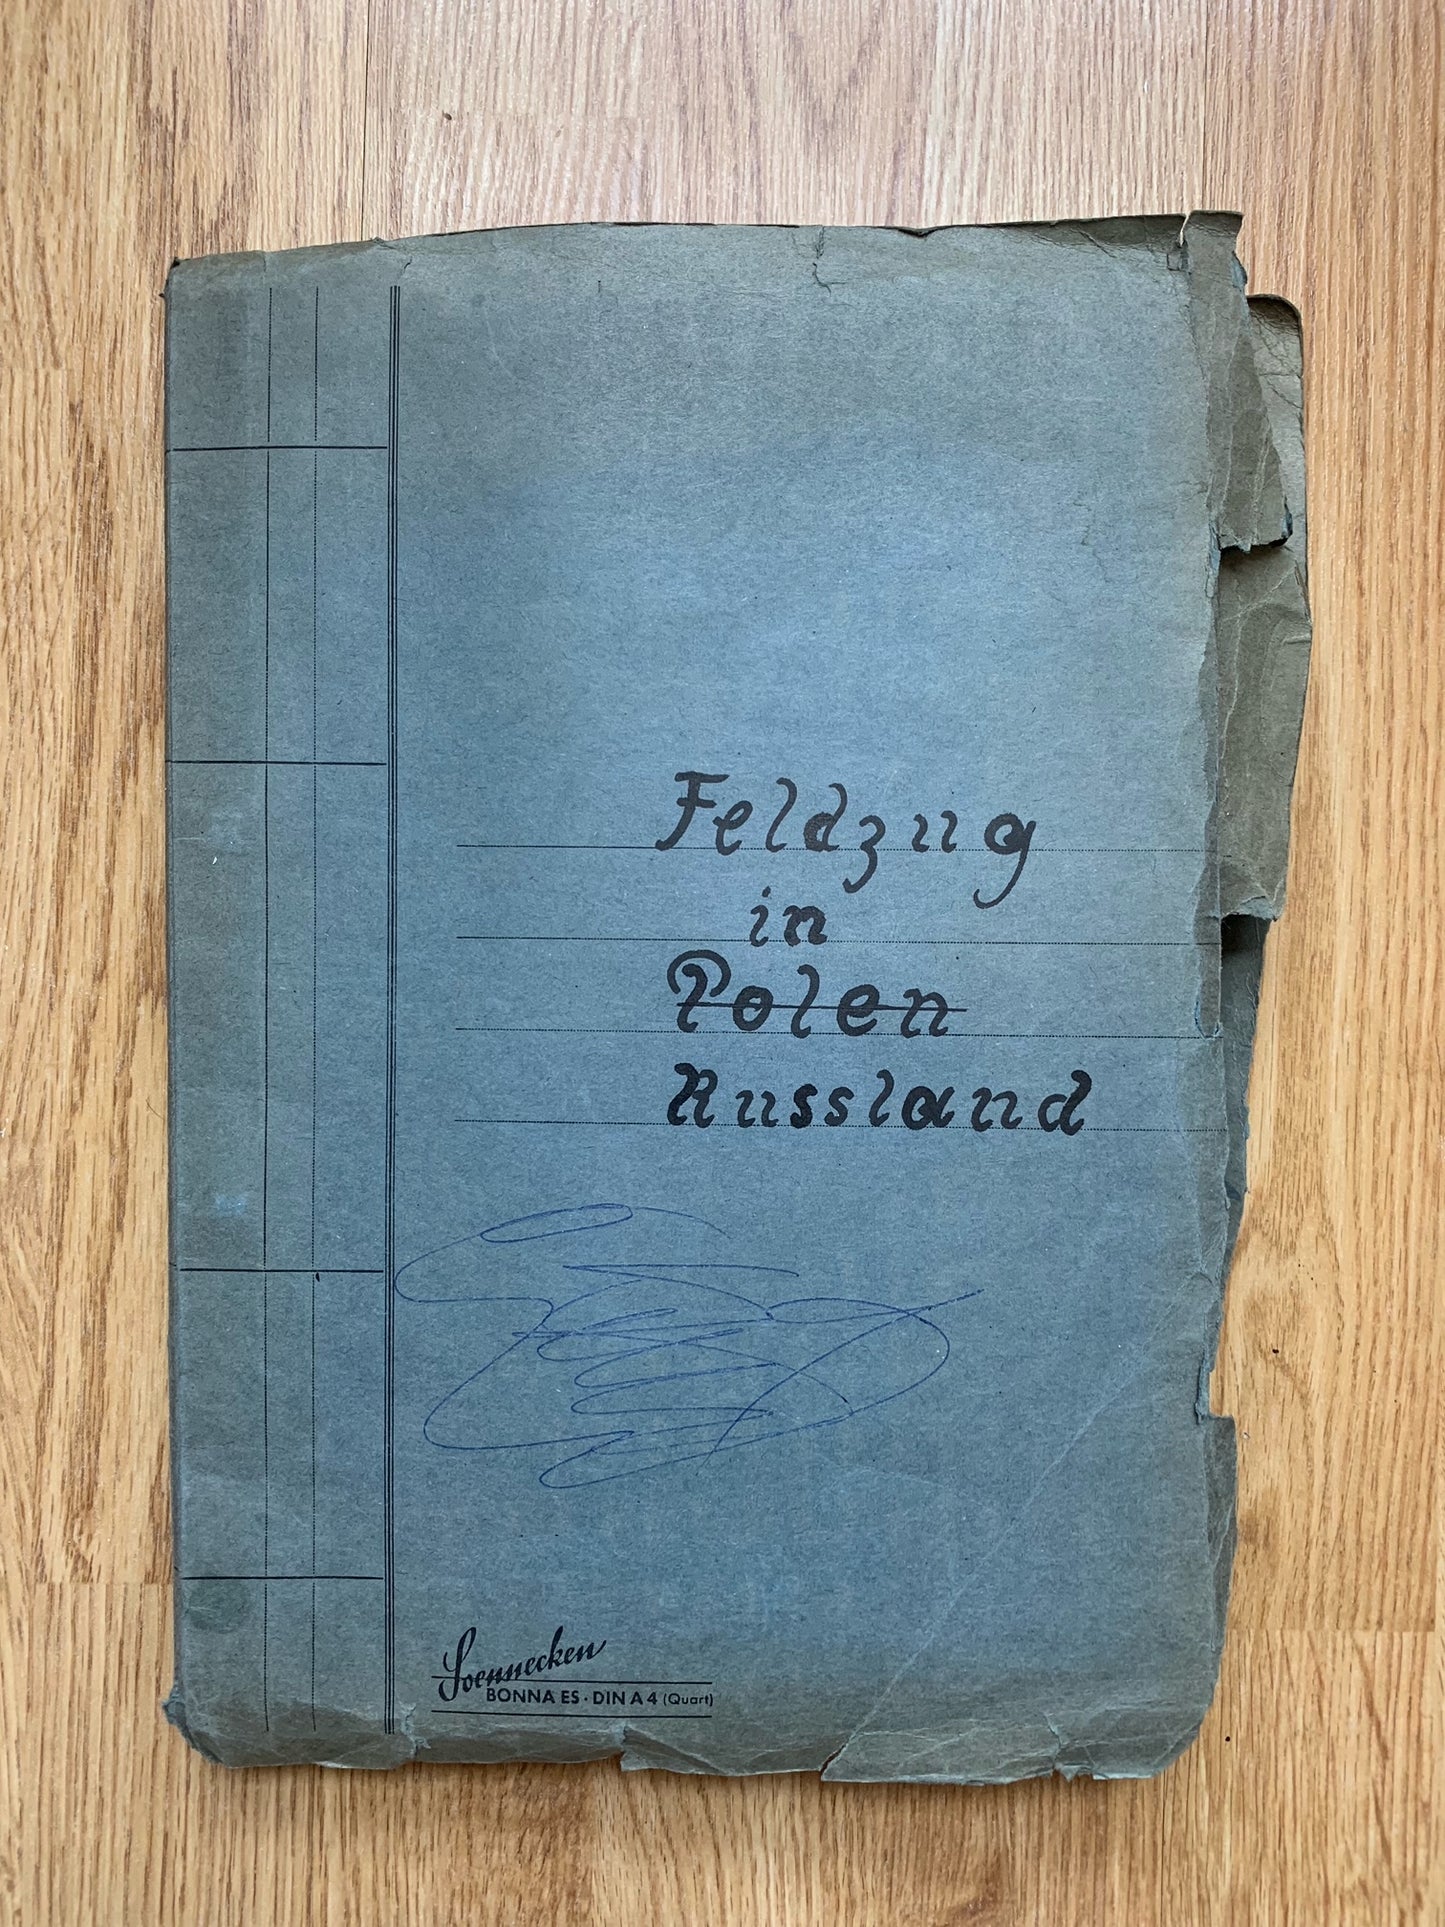 Feldzug
in
Polen
Russland
Soennecken
BONNA ES · DIN A 4 (Quart)